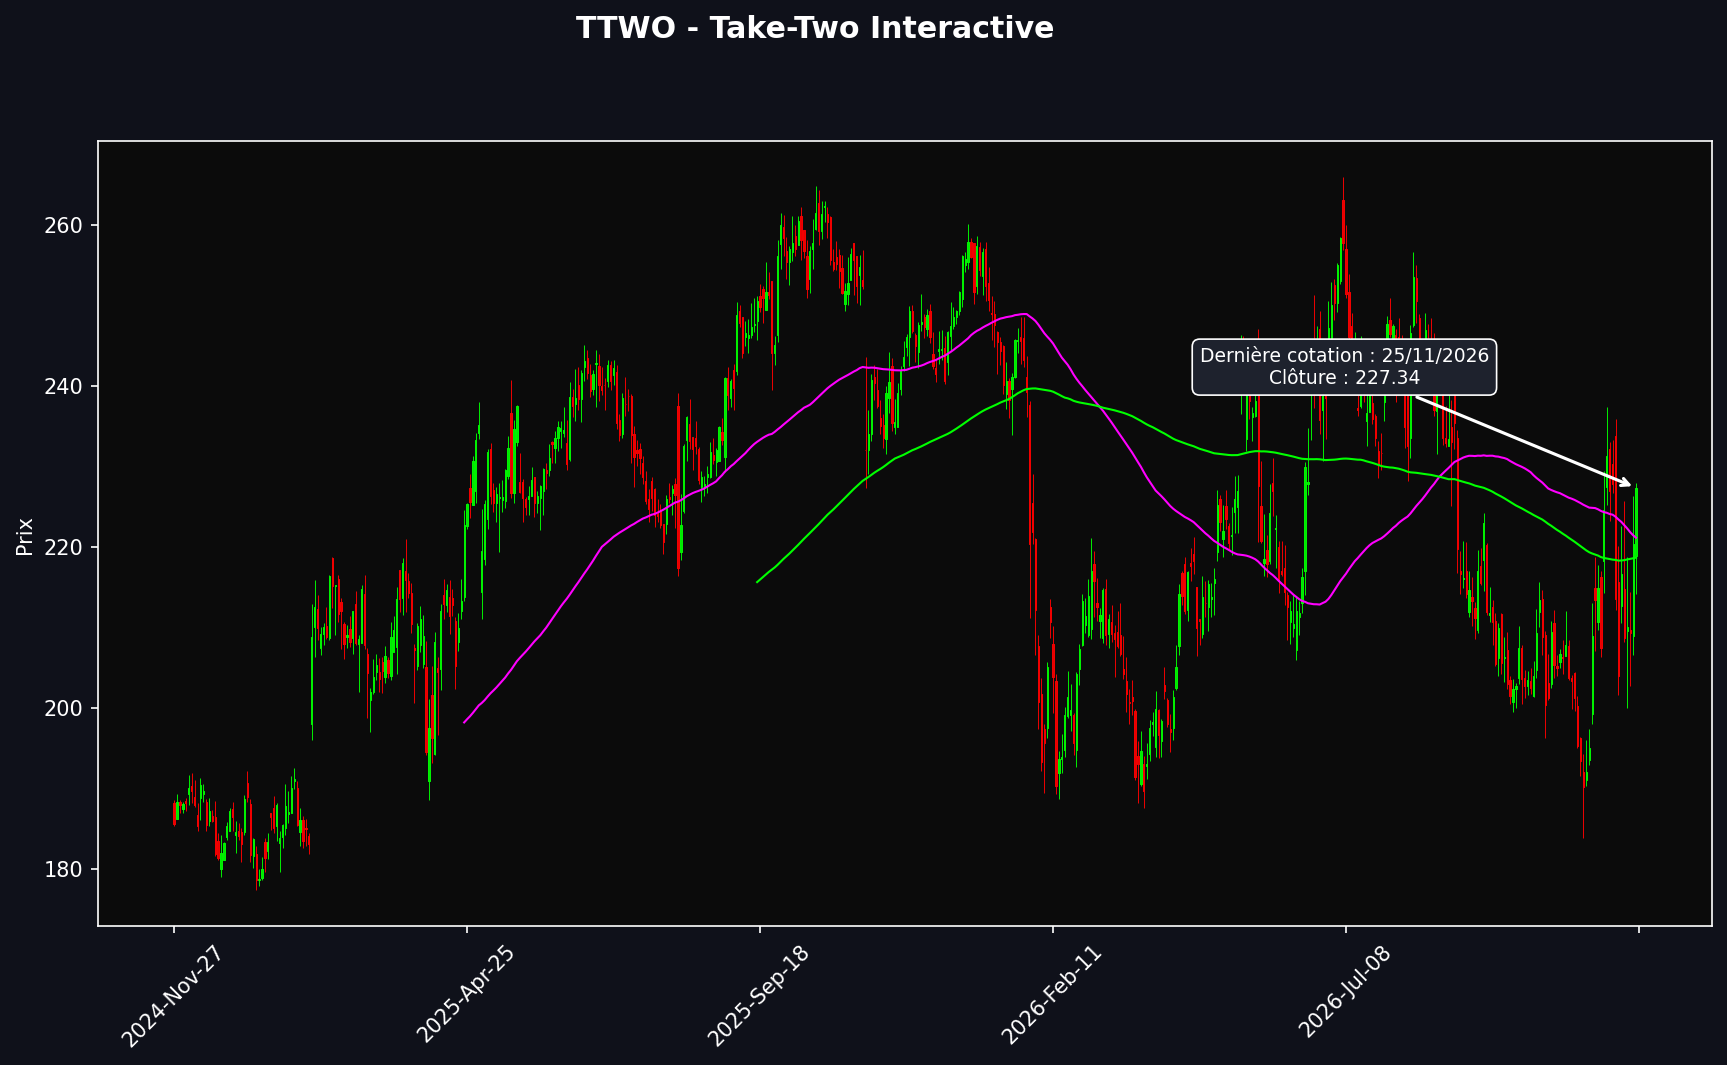 TTWO - Take-Two Interactive
Prix
260
240
220
200
180
Dernière cotation : 25/11/2026
Clôture : 227.34
2024-Nov-27
2025-Apr-25
2025-Sep-18
2026-Feb-11
2026-Jul-08